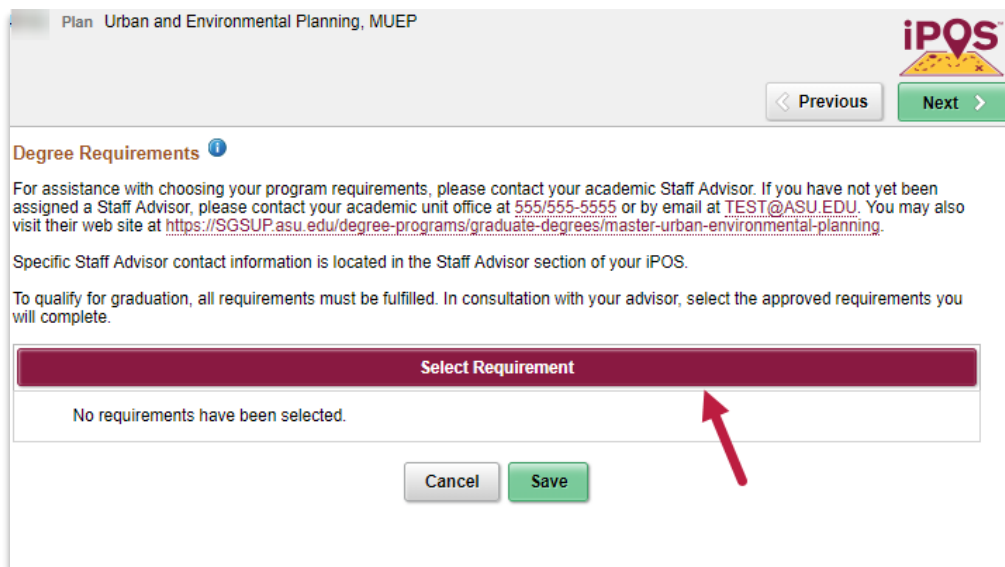 Plan Urban and Environmental Planning, MUEP
iPOS
Previous
Next
Degree Requirements
For assistance with choosing your program requirements, please contact your academic Staff Advisor. If you have not yet been
assigned a Staff Advisor, please contact your academic unit office at 555/555-5555 or by email at TEST@ASU.EDU. You may also
visit their web site at https://SGSUP.asu.edu/degree-programs/graduate-degrees/master-urban-environmental-planning.
Specific Staff Advisor contact information is located in the Staff Advisor section of your iPOS.
To qualify for graduation, all requirements must be fulfilled. In consultation with your advisor, select the approved requirements you
will complete.
Select Requirement
No requirements have been selected.
Cancel
Save